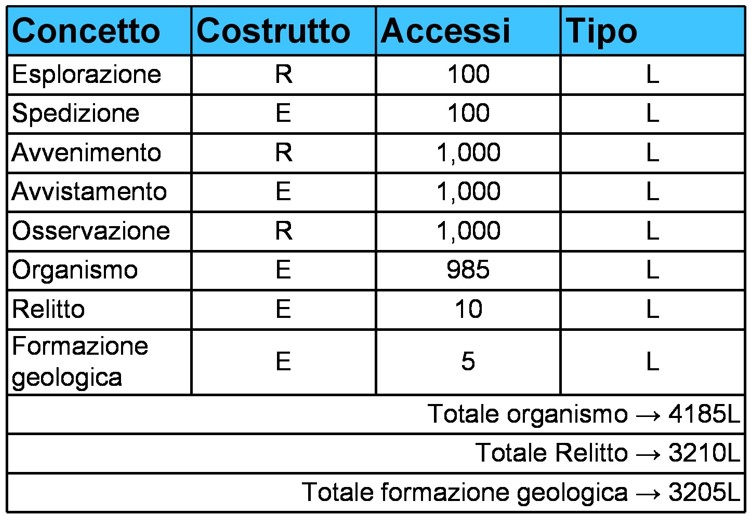 Concetto Costrutto Accessi Tipo
Esplorazione R 100 L
Spedizione E 100 L
Avvenimento R 1,000 L
Avvistamento E 1,000 L
Osservazione R 1,000 L
Organismo E 985 L
Relitto E 10 L
Formazione
geologica E 5 L
Totale organismo → 4185L
Totale Relitto → 3210L
Totale formazione geologica → 3205L